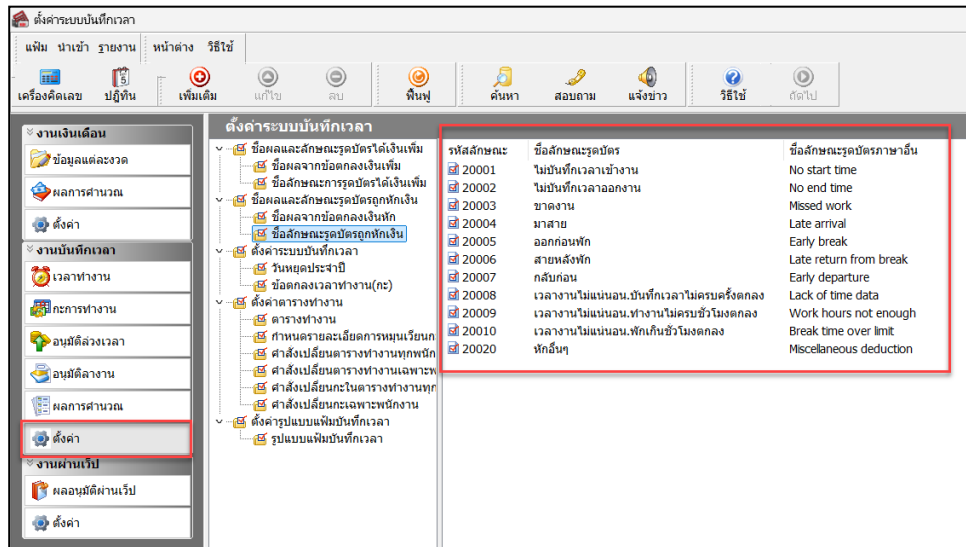 ตั้งค่าระบบบันทึกเวลา
แฟ้ม นำเข้า รายงาน หน้าต่าง วิธีใช้
เครื่องคิดเลข ปฏิทิน เพิ่มเติม แก้ไข ลบ ฟื้นฟู ค้นหา สอบถาม แจ้งข่าว วิธีใช้ ถัดไป
งานเงินเดือน
ข้อมูลแต่ละงวด
ผลการคำนวณ
ตั้งค่า
งานบันทึกเวลา
เวลาทำงาน
กะการทำงาน
อนุมัติล่วงเวลา
อนุมัติลางาน
ผลการคำนวณ
ตั้งค่า
งานผ่านเว็ป
ผลอนุมัติผ่านเว็ป
ตั้งค่า
ตั้งค่าระบบบันทึกเวลา
ชื่อผลและลักษณะรูดบัตรได้เงินเพิ่ม
ชื่อผลจากข้อตกลงเงินเพิ่ม
ชื่อลักษณะการรูดบัตรได้เงินเพิ่ม
ชื่อผลและลักษณะรูดบัตรถูกหักเงิน
ชื่อผลจากข้อตกลงเงินหัก
ชื่อลักษณะรูดบัตรถูกหักเงิน
ตั้งค่าระบบบันทึกเวลา
วันหยุดประจำปี
ข้อตกลงเวลาทำงาน(กะ)
ตั้งค่าตารางทำงาน
ตารางทำงาน
กำหนดรายละเอียดการหมุนเวียนก
คำสั่งเปลี่ยนตารางทำงานทุกพนัก
คำสั่งเปลี่ยนตารางทำงานเฉพาะพ
คำสั่งเปลี่ยนกะในตารางทำงานทุก
คำสั่งเปลี่ยนกะเฉพาะพนักงาน
ตั้งค่ารูปแบบแฟ้มบันทึกเวลา
รูปแบบแฟ้มบันทึกเวลา
รหัสลักษณะ ชื่อลักษณะรูดบัตร ชื่อลักษณะรูดบัตรภาษาอื่น
20001 ไม่บันทึกเวลาเข้างาน No start time
20002 ไม่บันทึกเวลาออกงาน No end time
20003 ขาดงาน Missed work
20004 มาสาย Late arrival
20005 ออกก่อนพัก Early break
20006 สายหลังพัก Late return from break
20007 กลับก่อน Early departure
20008 เวลางานไม่แน่นอน.บันทึกเวลาไม่ครบครั้งตกลง Lack of time data
20009 เวลางานไม่แน่นอน.ทำงานไม่ครบชั่วโมงตกลง Work hours not enough
20010 เวลางานไม่แน่นอน.พักเกินชั่วโมงตกลง Break time over limit
20020 หักอื่นๆ Miscellaneous deduction